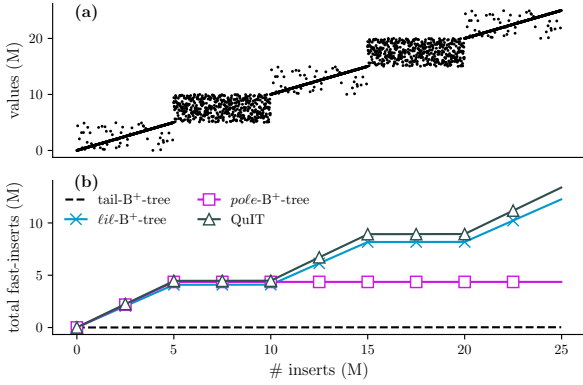 (a)
values (M)
20
10
0
(b)
tail-B⁺-tree
ℓiℓ-B⁺-tree
poℓe-B⁺-tree
QuIT
total fast-inserts (M)
10
5
0
0 5 10 15 20 25
# inserts (M)